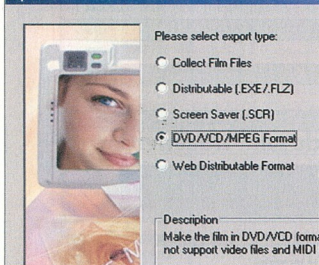 Please select export type:
Collect Film Files
Distributable (.EXE/.FLZ)
Screen Saver (.SCR)
DVD/VCD/MPEG Format
Web Distributable Format
Description
Make the film in DVD/VCD forma
not support video files and MIDI